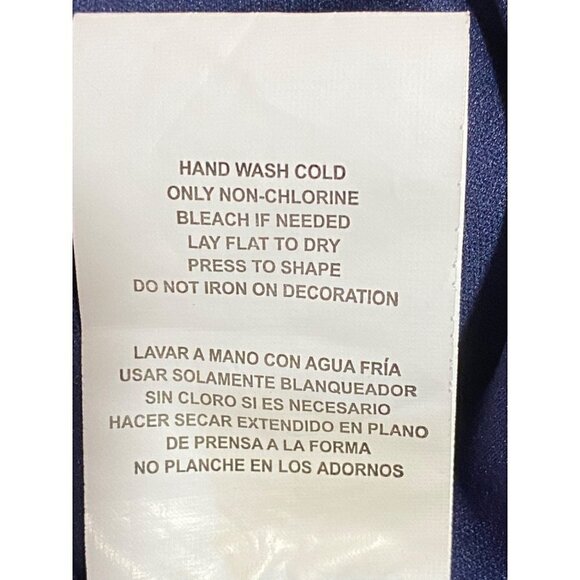 HAND WASH COLD
ONLY NON-CHLORINE
BLEACH IF NEEDED
LAY FLAT TO DRY
PRESS TO SHAPE
DO NOT IRON ON DECORATION
LAVAR A MANO CON AGUA FRÍA
USAR SOLAMENTE BLANQUEADOR
SIN CLORO SI ES NECESARIO
HACER SECAR EXTENDIDO EN PLANO
DE PRENSA A LA FORMA
NO PLANCHE EN LOS ADORNOS